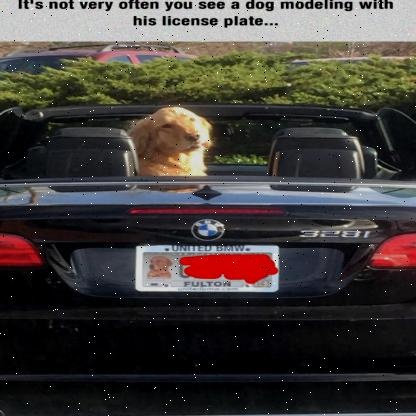 It's not very often you see a dog modeling with
his license plate...
328i
UNITED BMW
FULTON